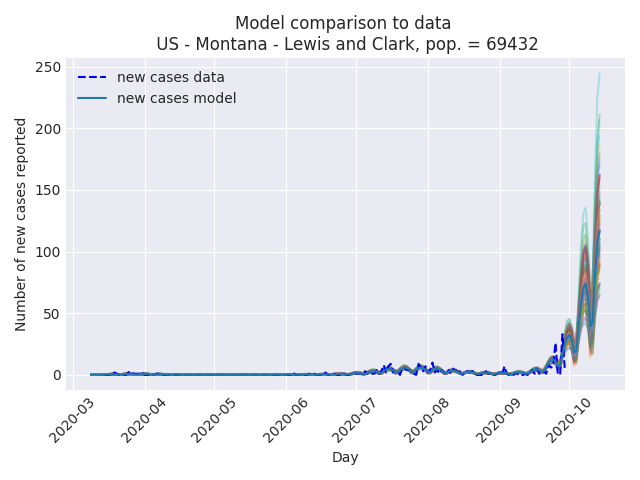 Model comparison to data
US - Montana - Lewis and Clark, pop. = 69432
new cases data
new cases model
Number of new cases reported
250
200
150
100
50
0
2020-03
2020-04
2020-05
2020-06
2020-07
2020-08
2020-09
2020-10
Day